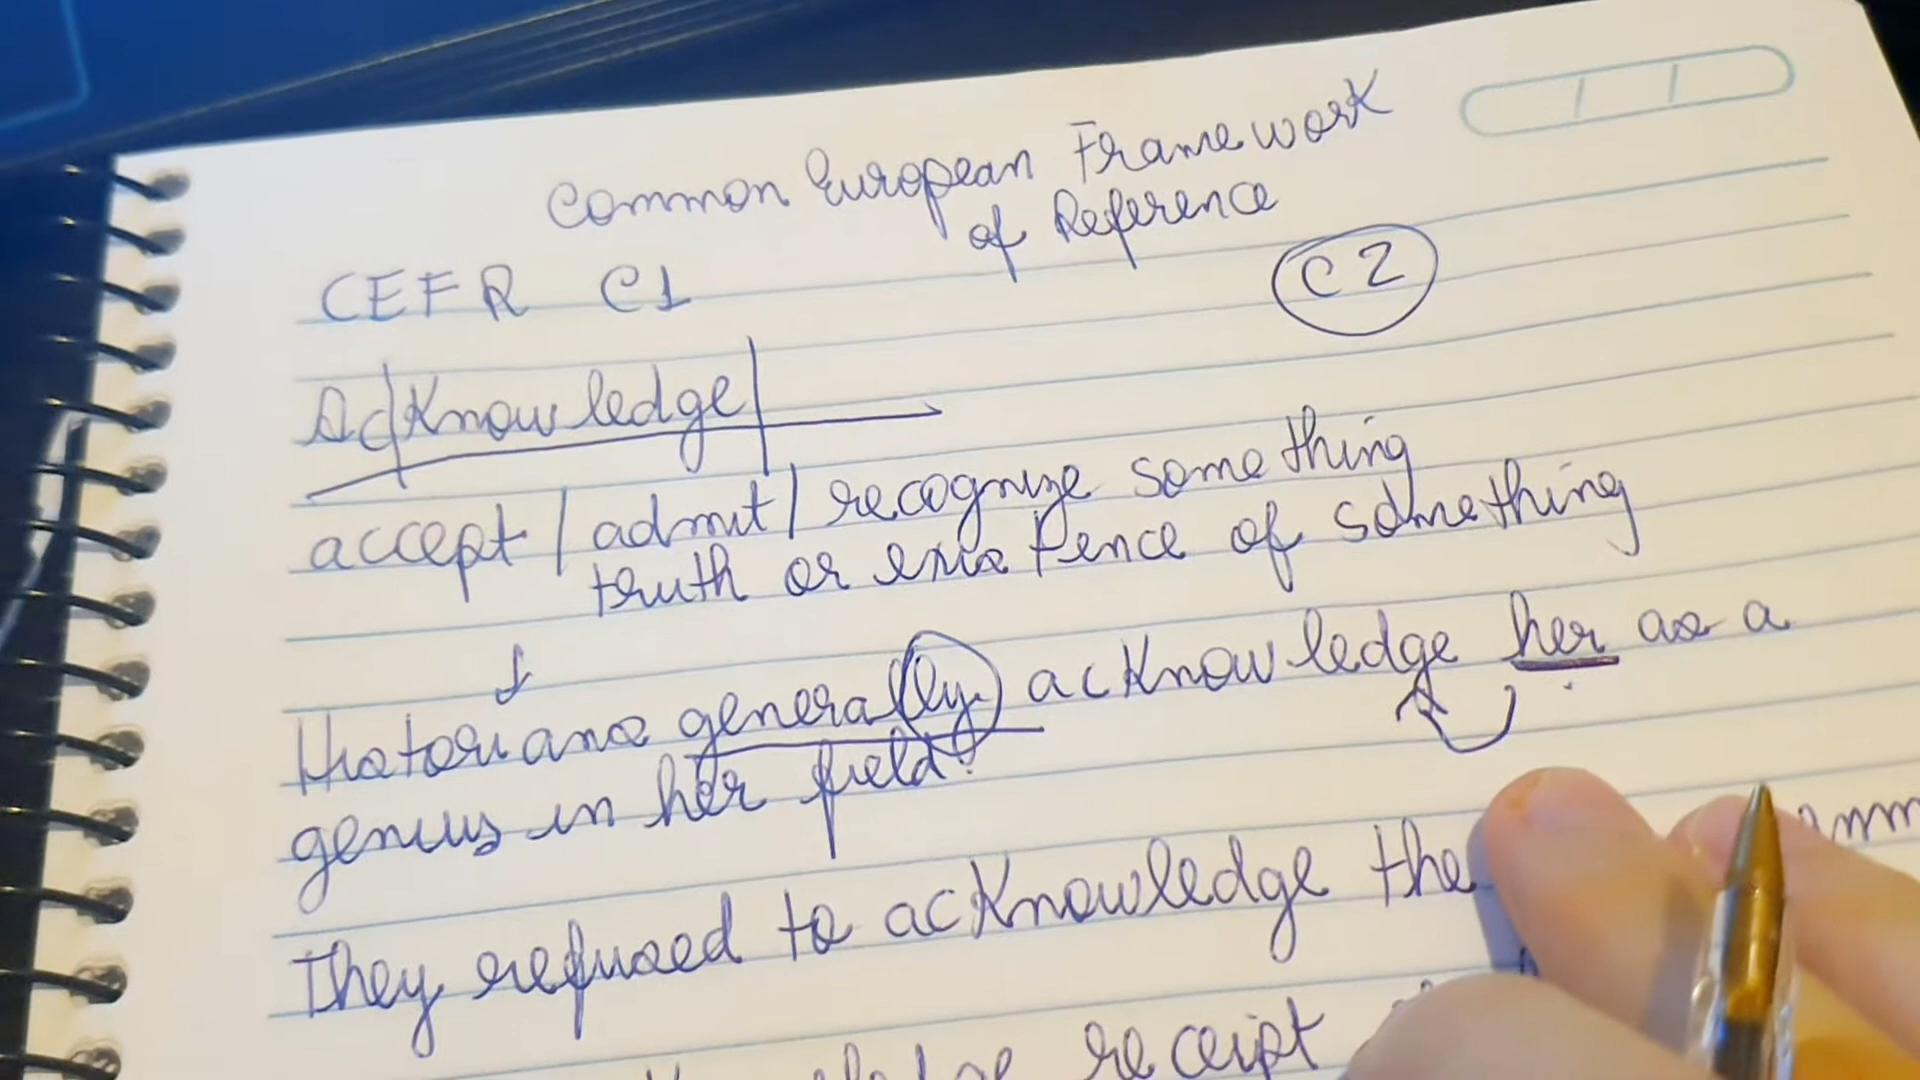 Common European Framework
of Reference
CEFR C1
C2
Acknowledge
accept / admit / recognize something
truth or existence of something
Historians generally acknowledge her as a
genius in her field.
They refused to acknowledge the
receipt